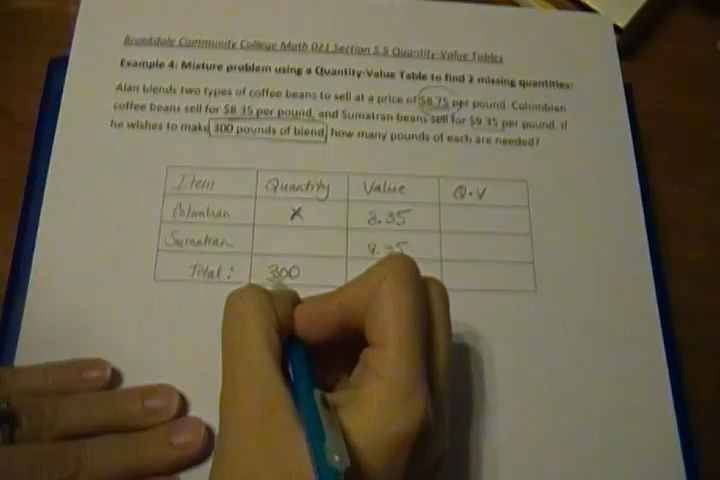 Brookdale Community College Math 021 Section 5.5 Quantity-Value Tables
Example 4: Mixture problem using a Quantity-Value Table to find 2 missing quantities:
Alan blends two types of coffee beans to sell at a price of $8.75 per pound. Colombian
coffee beans sell for $8.35 per pound, and Sumatran beans sell for $9.35 per pound. If
he wishes to make 300 pounds of blend, how many pounds of each are needed?
Item Quantity Value Q·V
Colombian X 8.35
Sumatran 9.35
Total: 300